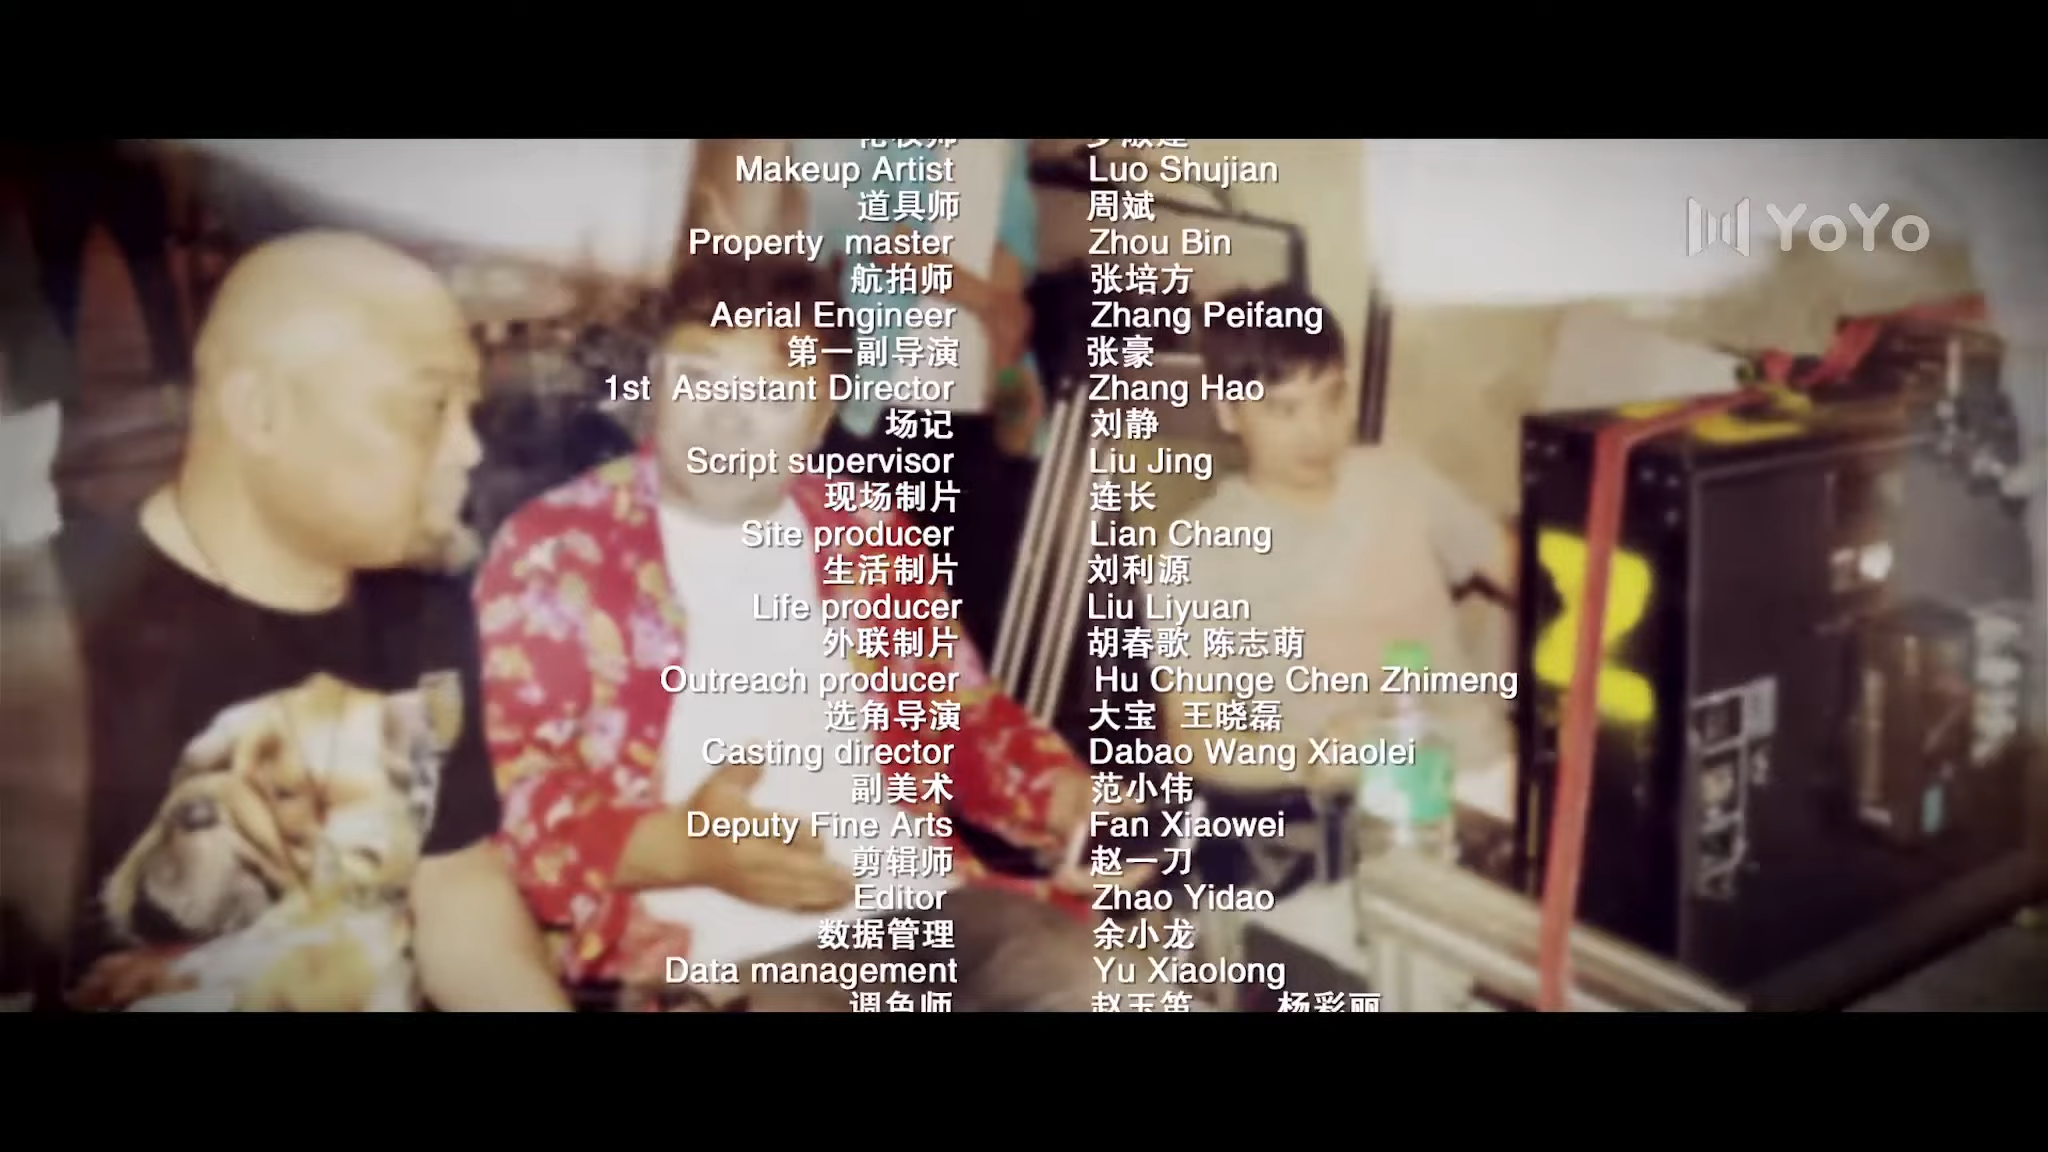 Makeup Artist Luo Shujian
道具师 周斌
YoYo
Property master Zhou Bin
航拍师 张培方
Aerial Engineer Zhang Peifang
第一副导演 张豪
1st Assistant Director Zhang Hao
场记 刘静
Script supervisor Liu Jing
现场制片 连长
Site producer Lian Chang
生活制片 刘利源
Life producer Liu Liyuan
外联制片 胡春歌 陈志萌
Outreach producer Hu Chunge Chen Zhimeng
选角导演 大宝 王晓磊
Casting director Dabao Wang Xiaolei
副美术 范小伟
Deputy Fine Arts Fan Xiaowei
剪辑师 赵一刀
Editor Zhao Yidao
数据管理 余小龙
Data management Yu Xiaolong
调色师 杨彩丽